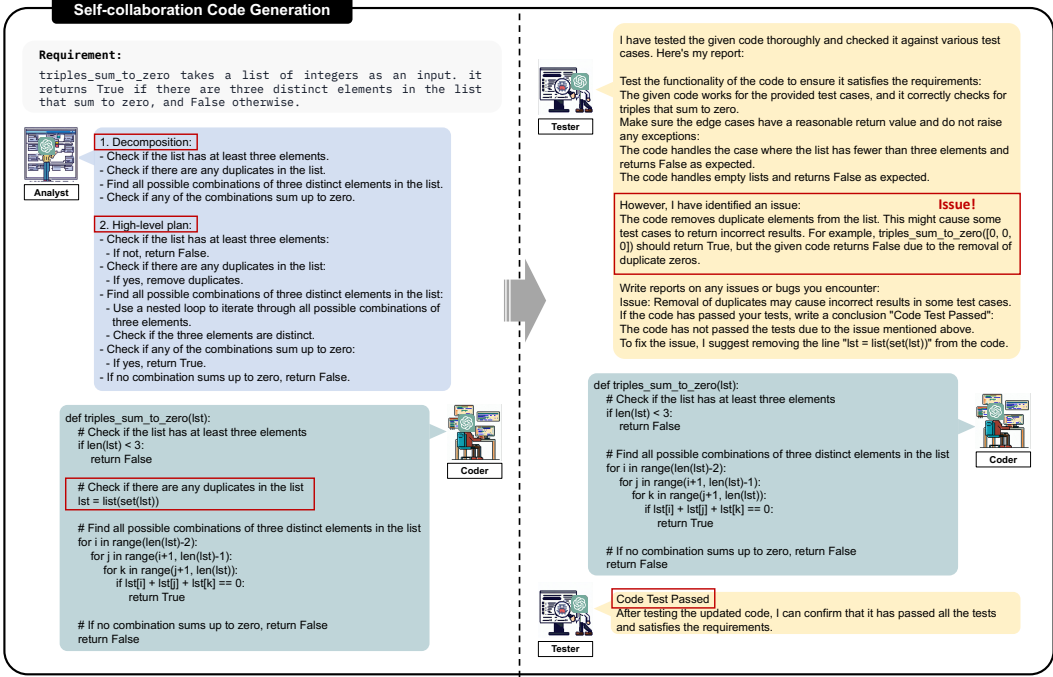 Self-collaboration Code Generation
Requirement:
triples_sum_to_zero takes a list of integers as an input. it
returns True if there are three distinct elements in the list
that sum to zero, and False otherwise.
Analyst
1. Decomposition:
- Check if the list has at least three elements.
- Check if there are any duplicates in the list.
- Find all possible combinations of three distinct elements in the list.
- Check if any of the combinations sum up to zero.
2. High-level plan:
- Check if the list has at least three elements:
- If not, return False.
- Check if there are any duplicates in the list:
- If yes, remove duplicates.
- Find all possible combinations of three distinct elements in the list:
- Use a nested loop to iterate through all possible combinations of
three elements.
- Check if the three elements are distinct.
- Check if any of the combinations sum up to zero:
- If yes, return True.
- If no combination sums up to zero, return False.
def triples_sum_to_zero(lst):
# Check if the list has at least three elements
if len(lst) < 3:
return False
# Check if there are any duplicates in the list
lst = list(set(lst))
# Find all possible combinations of three distinct elements in the list
for i in range(len(lst)-2):
for j in range(i+1, len(lst)-1):
for k in range(j+1, len(lst)):
if lst[i] + lst[j] + lst[k] == 0:
return True
# If no combination sums up to zero, return False
return False
Coder
Tester
I have tested the given code thoroughly and checked it against various test
cases. Here's my report:
Test the functionality of the code to ensure it satisfies the requirements:
The given code works for the provided test cases, and it correctly checks for
triples that sum to zero.
Make sure the edge cases have a reasonable return value and do not raise
any exceptions:
The code handles the case where the list has fewer than three elements and
returns False as expected.
The code handles empty lists and returns False as expected.
However, I have identified an issue:
Issue!
The code removes duplicate elements from the list. This might cause some
test cases to return incorrect results. For example, triples_sum_to_zero([0, 0,
0]) should return True, but the given code returns False due to the removal of
duplicate zeros.
Write reports on any issues or bugs you encounter:
Issue: Removal of duplicates may cause incorrect results in some test cases.
If the code has passed your tests, write a conclusion "Code Test Passed":
The code has not passed the tests due to the issue mentioned above.
To fix the issue, I suggest removing the line "lst = list(set(lst))" from the code.
def triples_sum_to_zero(lst):
# Check if the list has at least three elements
if len(lst) < 3:
return False
# Find all possible combinations of three distinct elements in the list
for i in range(len(lst)-2):
for j in range(i+1, len(lst)-1):
for k in range(j+1, len(lst)):
if lst[i] + lst[j] + lst[k] == 0:
return True
# If no combination sums up to zero, return False
return False
Coder
Tester
Code Test Passed
After testing the updated code, I can confirm that it has passed all the tests
and satisfies the requirements.